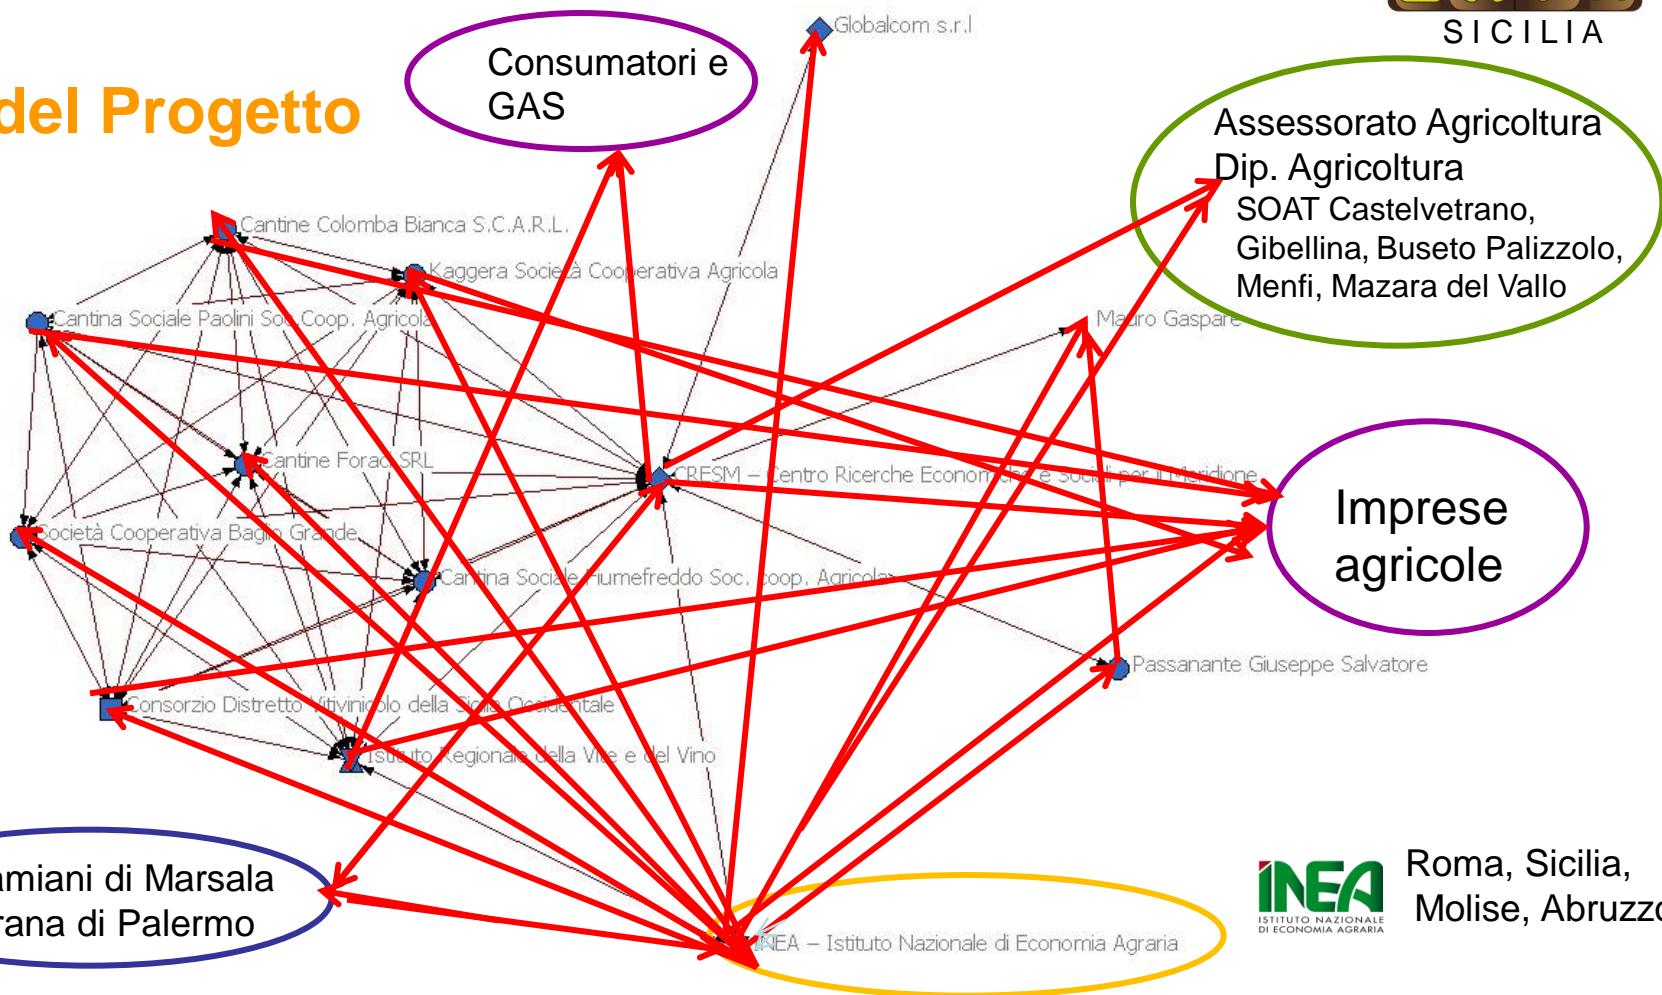 Globalcom s.r.l
SICILIA
Consumatori e
GAS
del Progetto
Assessorato Agricoltura
Dip. Agricoltura
SOAT Castelvetrano,
Gibellina, Buseto Palizzolo,
Menfi, Mazara del Vallo
Cantine Colomba Bianca S.C.A.R.L.
Kaggera Società Cooperativa Agricola
Cantina Sociale Paolini Soc.Coop. Agricola
Mauro Gaspare
Cantine Foraci SRL
CRESM – Centro Ricerche Economiche e Sociali per il Meridione
Imprese
agricole
Società Cooperativa Baglio Grande
Cantina Sociale Fiumefreddo Soc. coop. Agricola
Passanante Giuseppe Salvatore
Consorzio Distretto Vitivinicolo della Sicilia Occidentale
Istituto Regionale della Vite e del Vino
amiani di Marsala
rana di Palermo
INEA – Istituto Nazionale di Economia Agraria
INEA
ISTITUTO NAZIONALE
DI ECONOMIA AGRARIA
Roma, Sicilia,
Molise, Abruzzo